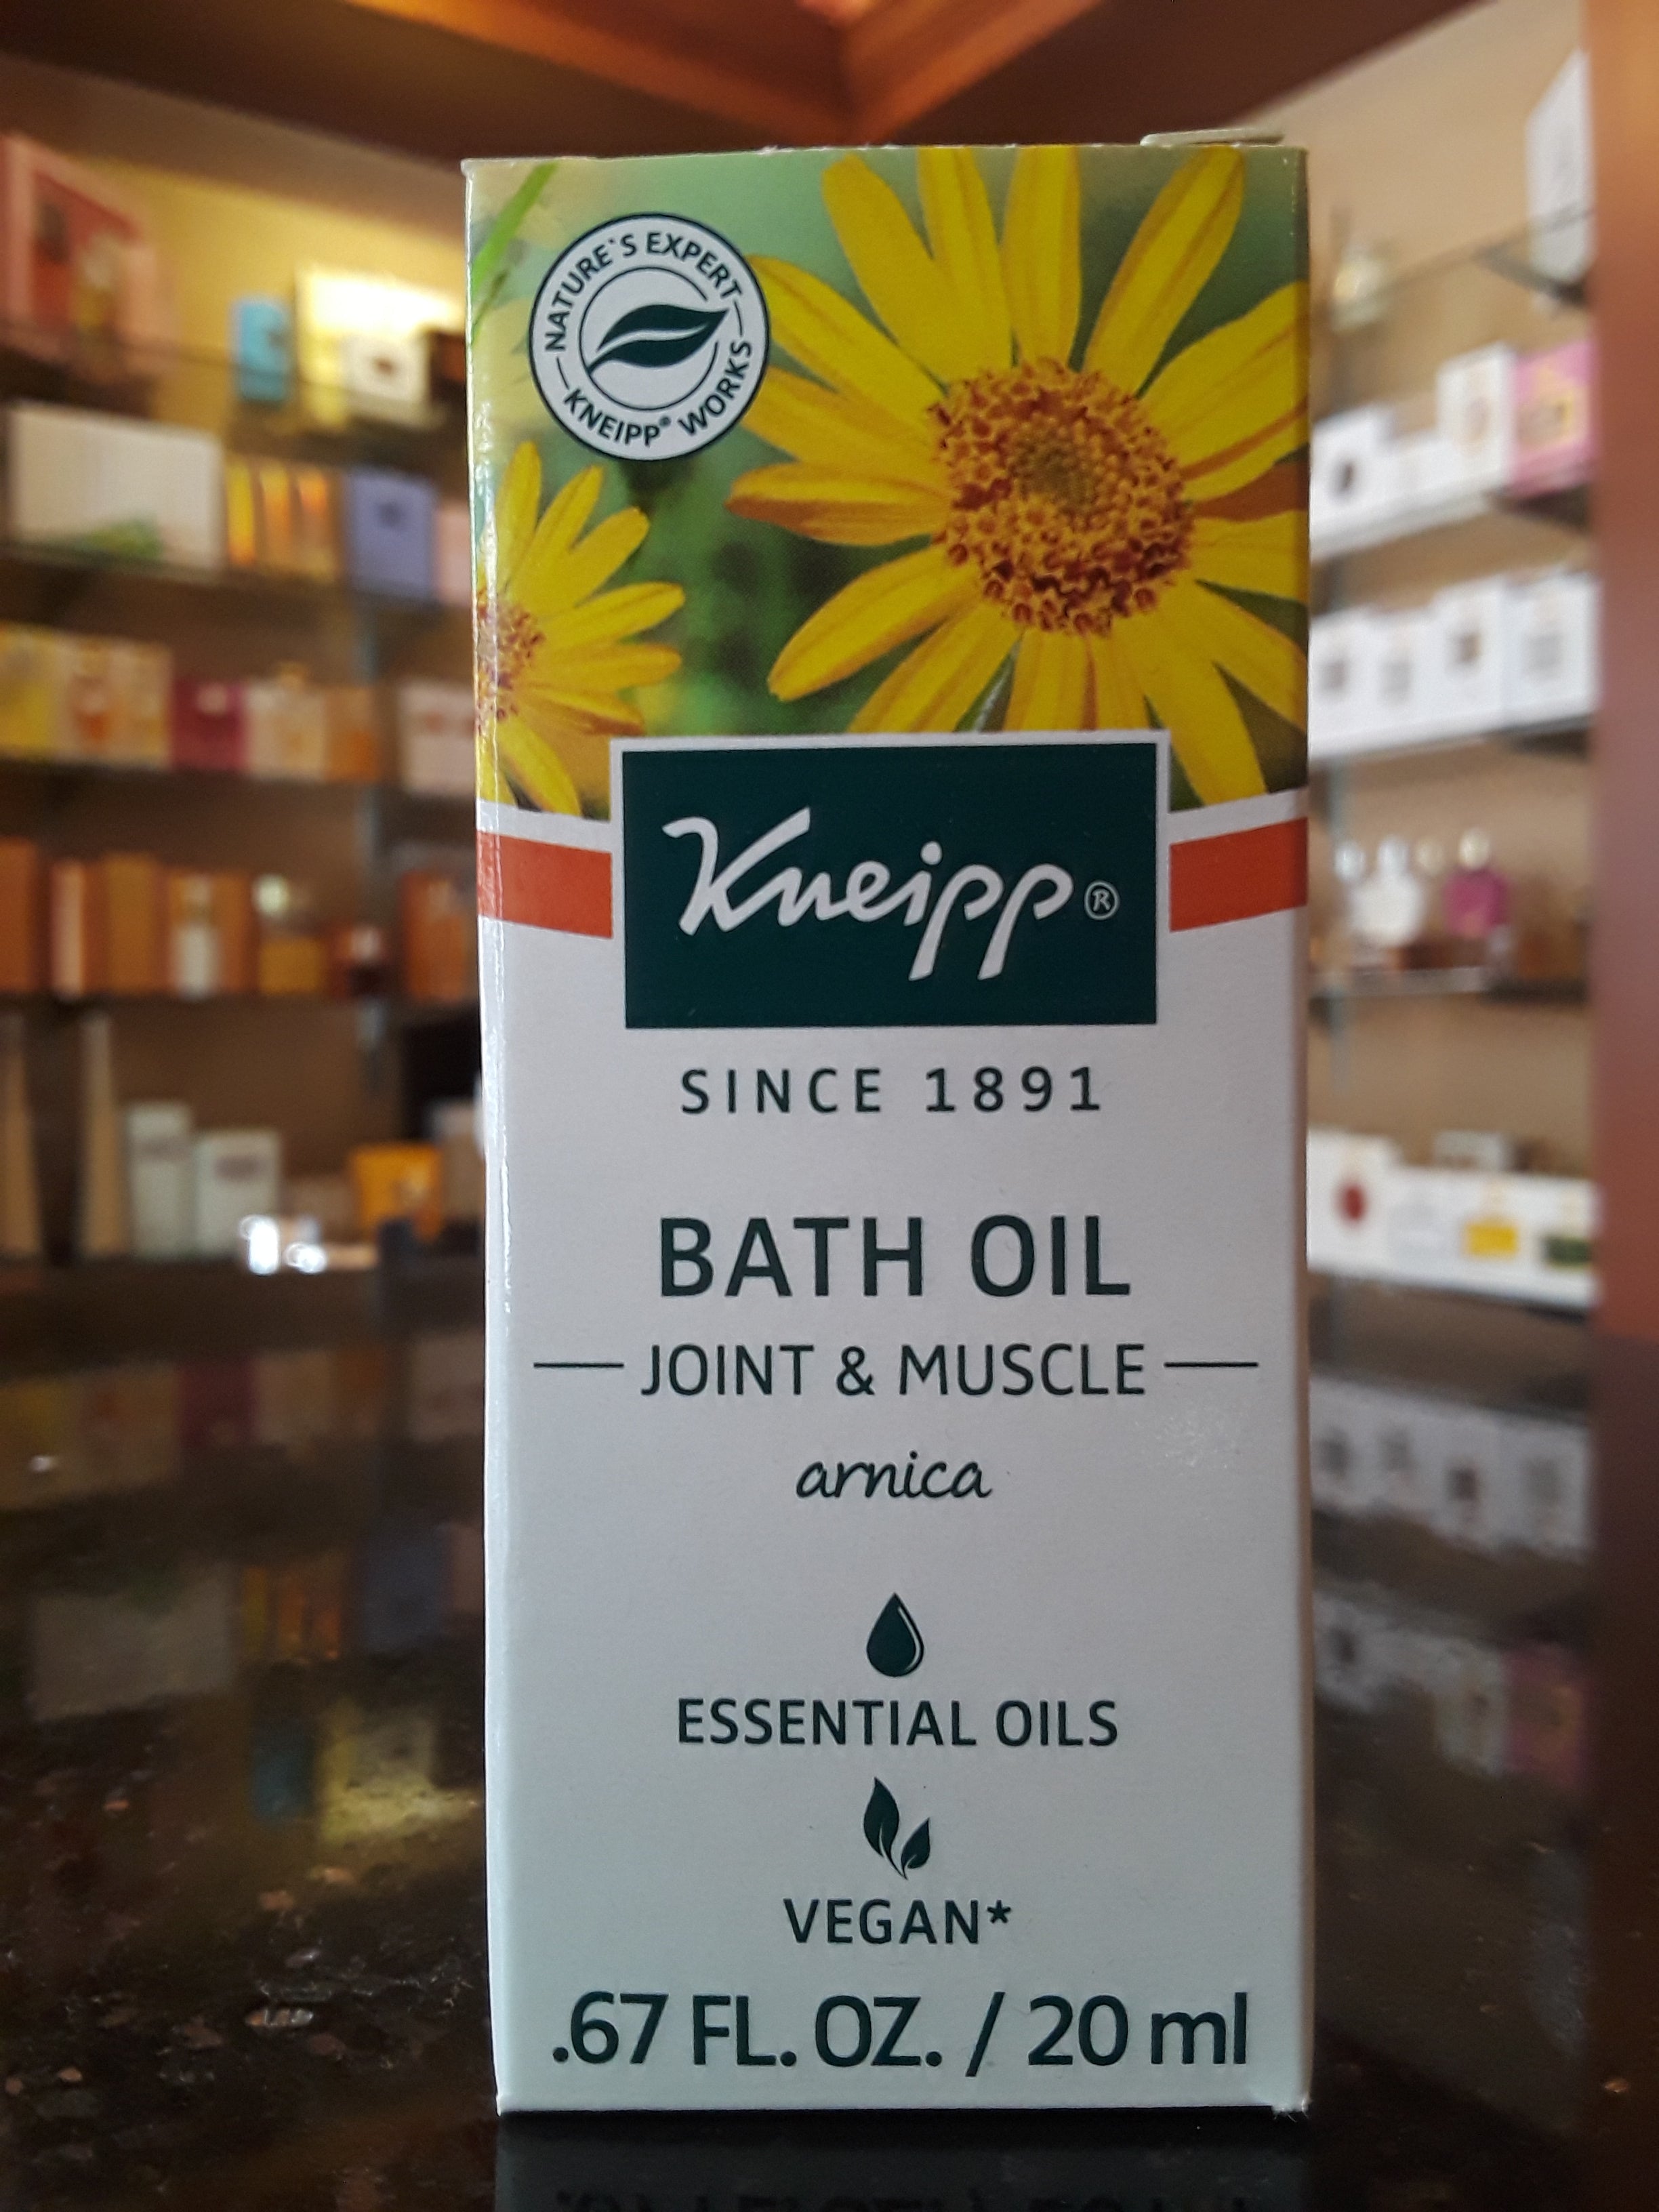 NATURE`S EXPERT
KNEIPP® WORKS
Kneipp®
SINCE 1891
BATH OIL
JOINT & MUSCLE
arnica
ESSENTIAL OILS
VEGAN*
.67 FL. OZ. / 20 ml